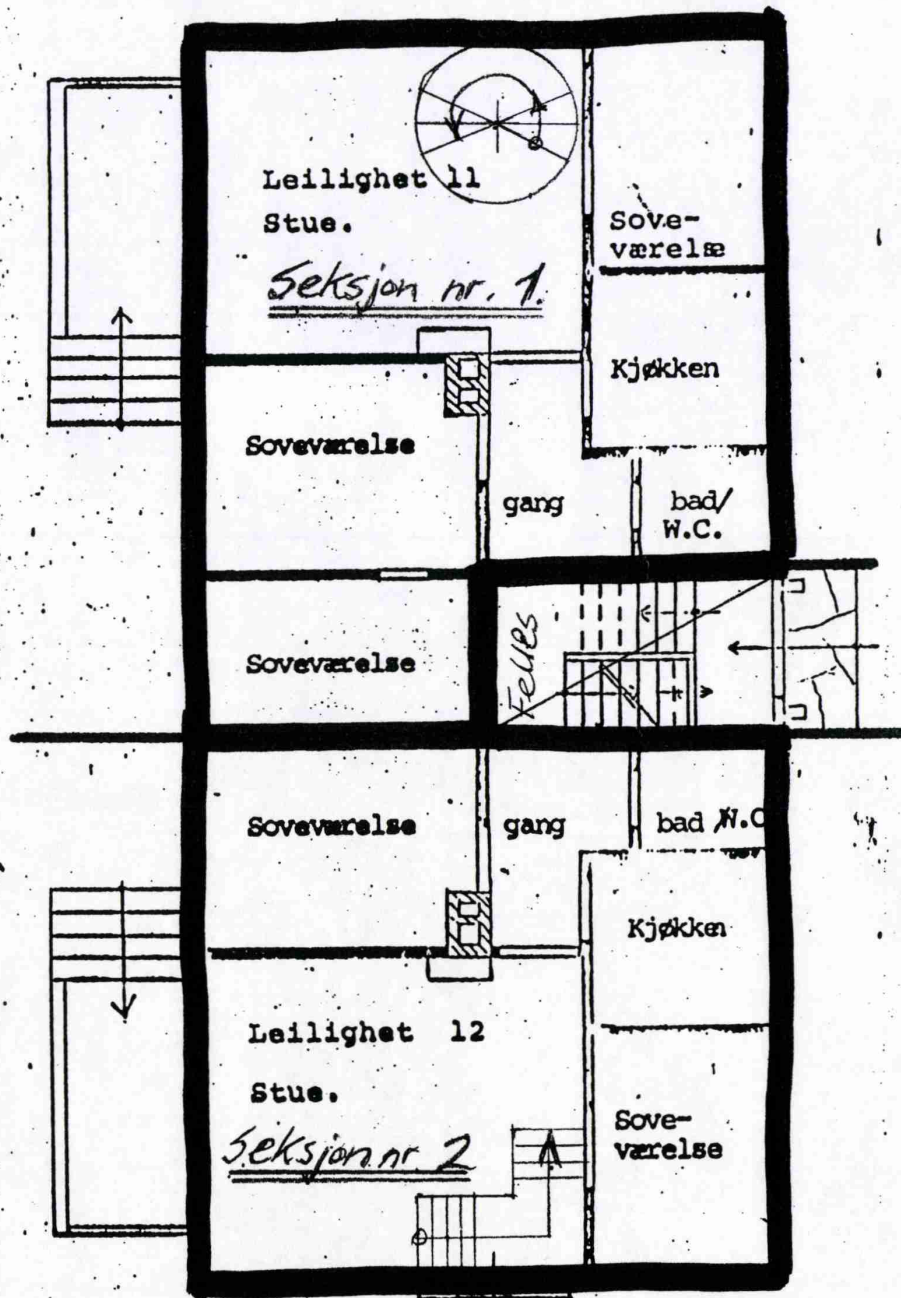 Leilighet 11
Stue.
Seksjon nr. 1.
Sove-
værelse
Kjøkken
Soveværelse
gang
bad/
W.C.
Soveværelse
Felles
Soveværelse
gang
bad/W.C
Kjøkken
Leilighet 12
Stue.
Seksjon nr. 2
Sove-
værelse